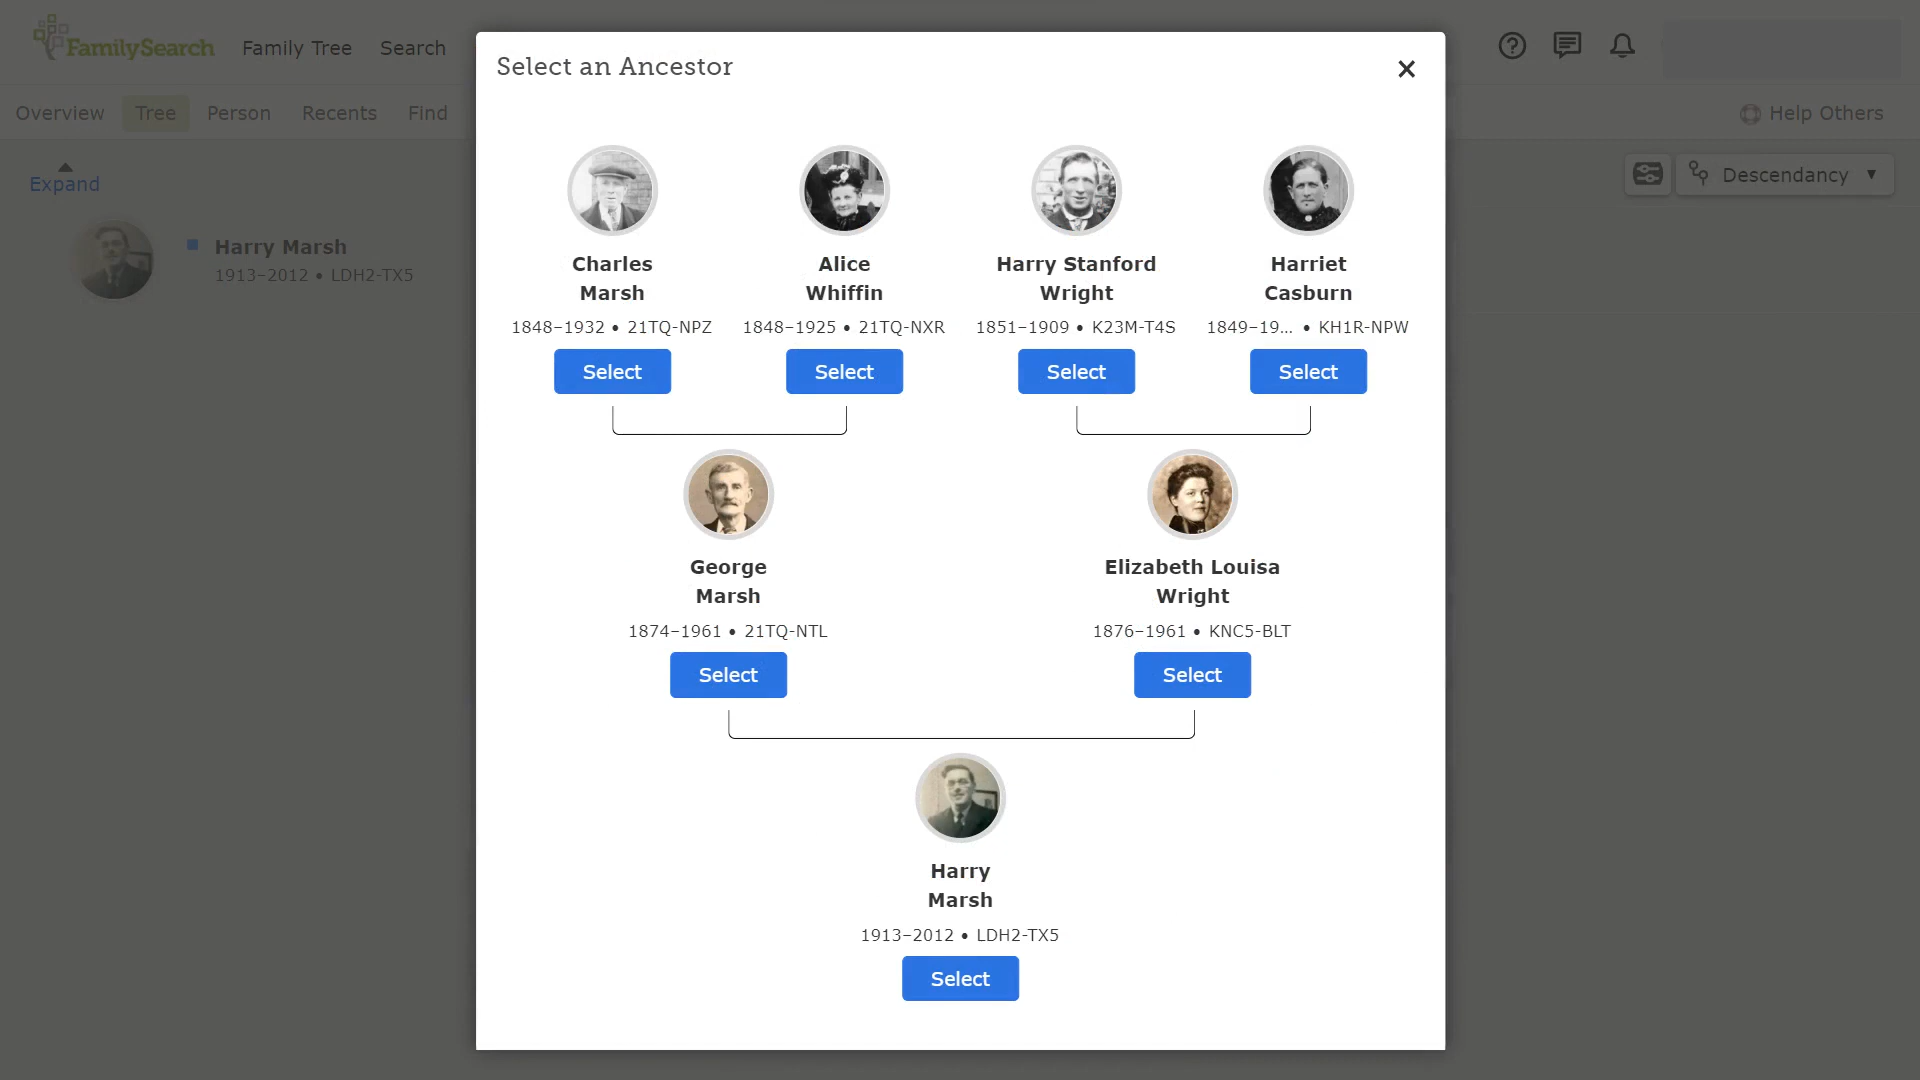 FamilySearch
Family Tree
Search
Overview
Tree
Person
Recents
Find
Help Others
Expand
Descendancy
Harry Marsh
1913–2012 • LDH2-TX5
Select an Ancestor
Charles
Marsh
1848–1932 • 21TQ-NPZ
Select
Alice
Whiffin
1848–1925 • 21TQ-NXR
Select
Harry Stanford
Wright
1851–1909 • K23M-T4S
Select
Harriet
Casburn
1849–19... • KH1R-NPW
Select
George
Marsh
1874–1961 • 21TQ-NTL
Select
Elizabeth Louisa
Wright
1876–1961 • KNC5-BLT
Select
Harry
Marsh
1913–2012 • LDH2-TX5
Select